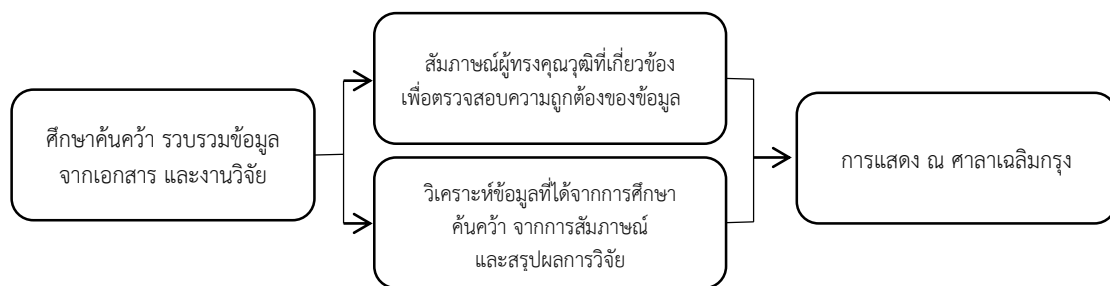 ศึกษาค้นคว้า รวบรวมข้อมูล
จากเอกสาร และงานวิจัย
สัมภาษณ์ผู้ทรงคุณวุฒิที่เกี่ยวข้อง
เพื่อตรวจสอบความถูกต้องของข้อมูล
วิเคราะห์ข้อมูลที่ได้จากการศึกษา
ค้นคว้า จากการสัมภาษณ์
และสรุปผลการวิจัย
การแสดง ณ ศาลาเฉลิมกรุง